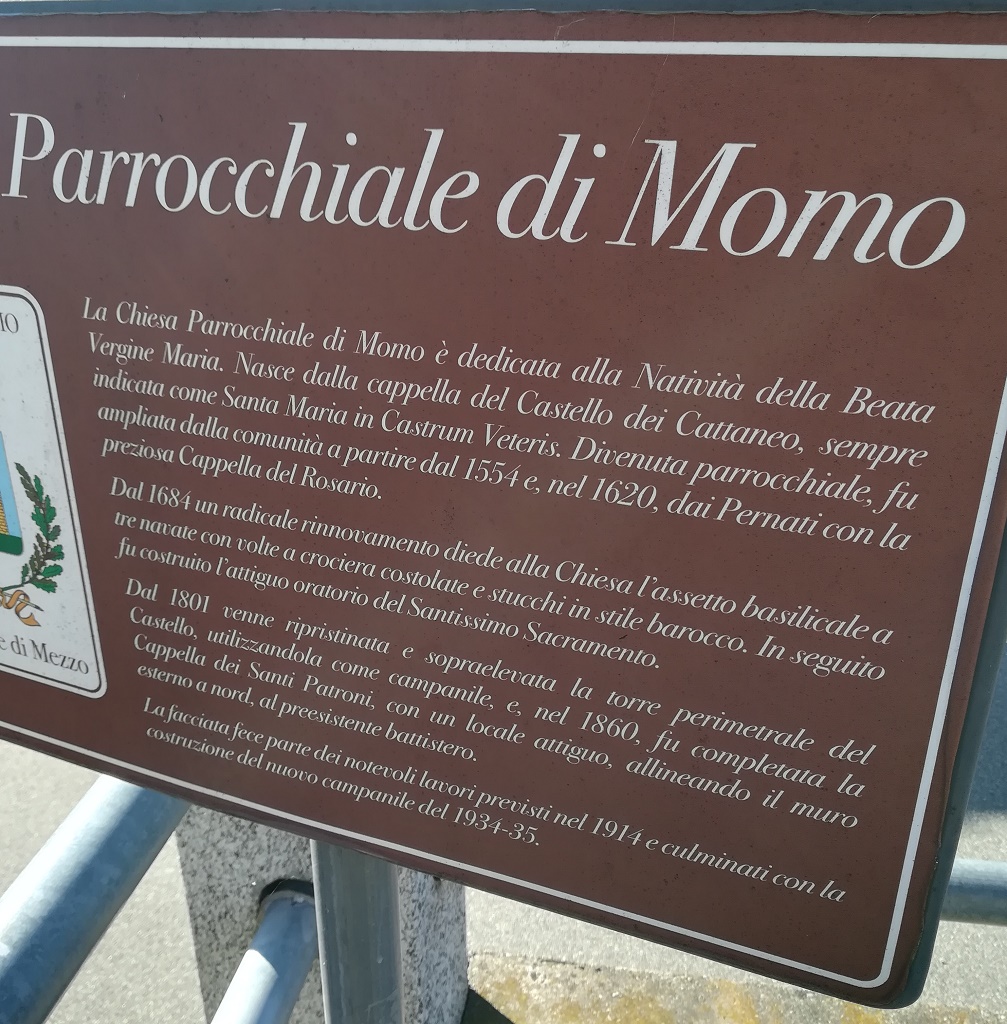 Parrocchiale di Momo
La Chiesa Parrocchiale di Momo è dedicata alla Natività della Beata
Vergine Maria. Nasce dalla cappella del Castello dei Cattaneo, sempre
indicata come Santa Maria in Castrum Veteris. Divenuta parrocchiale, fu
ampliata dalla comunità a partire dal 1554 e, nel 1620, dai Pernati con la
preziosa Cappella del Rosario.
Dal 1684 un radicale rinnovamento diede alla Chiesa l'assetto basilicale a
tre navate con volte a crociera costolate e stucchi in stile barocco. In seguito
fu costruito l'attiguo oratorio del Santissimo Sacramento.
Dal 1801 venne ripristinata e sopraelevata la torre perimetrale del
Castello, utilizzandola come campanile, e, nel 1860, fu completata la
Cappella dei Santi Patroni, con un locale attiguo, allineando il muro
esterno a nord, al preesistente battistero.
La facciata fece parte dei notevoli lavori previsti nel 1914 e culminati con la
costruzione del nuovo campanile del 1934-35.
e di Mezzo